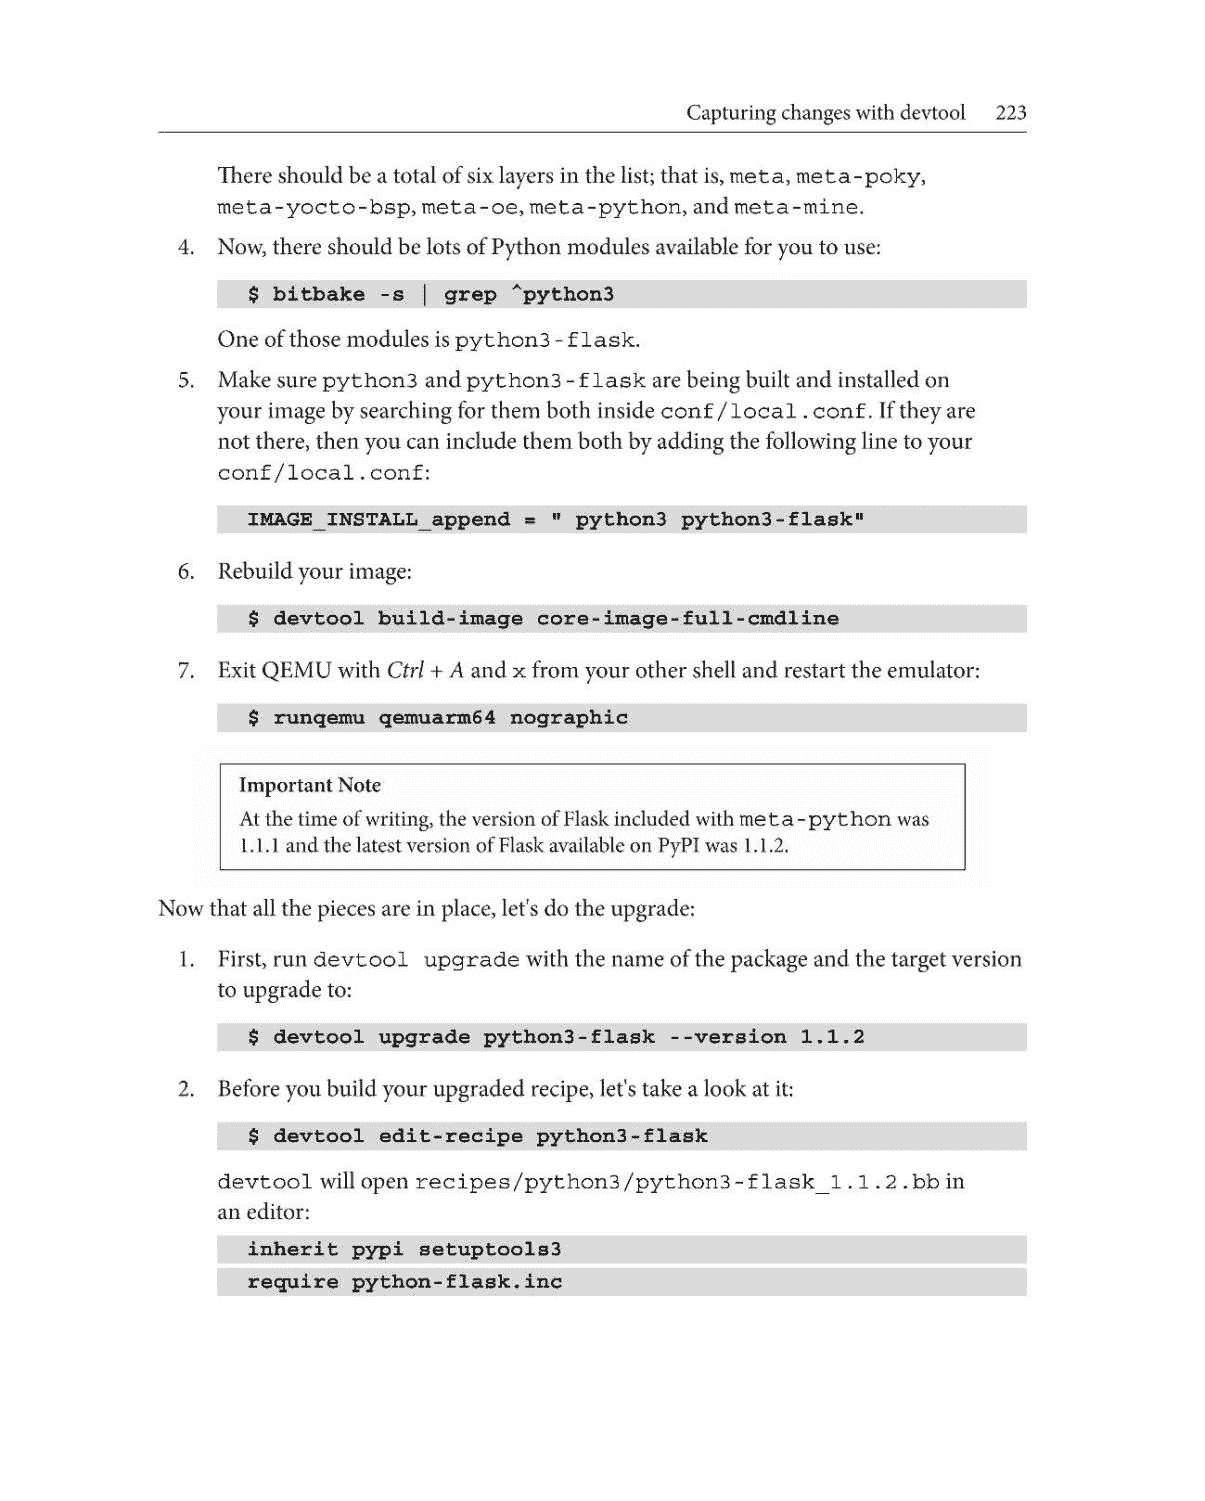 Capturing changes with devtool 223
There should be a total of six layers in the list; that is, meta, meta-poky,
meta-yocto-bsp, meta-oe, meta-python, and meta-mine.
4. Now, there should be lots of Python modules available for you to use:
$ bitbake -s | grep ^python3
One of those modules is python3-flask.
5. Make sure python3 and python3-flask are being built and installed on
your image by searching for them both inside conf/local.conf. If they are
not there, then you can include them both by adding the following line to your
conf/local.conf:
IMAGE_INSTALL_append = " python3 python3-flask"
6. Rebuild your image:
$ devtool build-image core-image-full-cmdline
7. Exit QEMU with Ctrl + A and x from your other shell and restart the emulator:
$ runqemu qemuarm64 nographic
Important Note
At the time of writing, the version of Flask included with meta-python was
1.1.1 and the latest version of Flask available on PyPI was 1.1.2.
Now that all the pieces are in place, let's do the upgrade:
1. First, run devtool upgrade with the name of the package and the target version
to upgrade to:
$ devtool upgrade python3-flask --version 1.1.2
2. Before you build your upgraded recipe, let's take a look at it:
$ devtool edit-recipe python3-flask
devtool will open recipes/python3/python3-flask_1.1.2.bb in
an editor:
inherit pypi setuptools3
require python-flask.inc